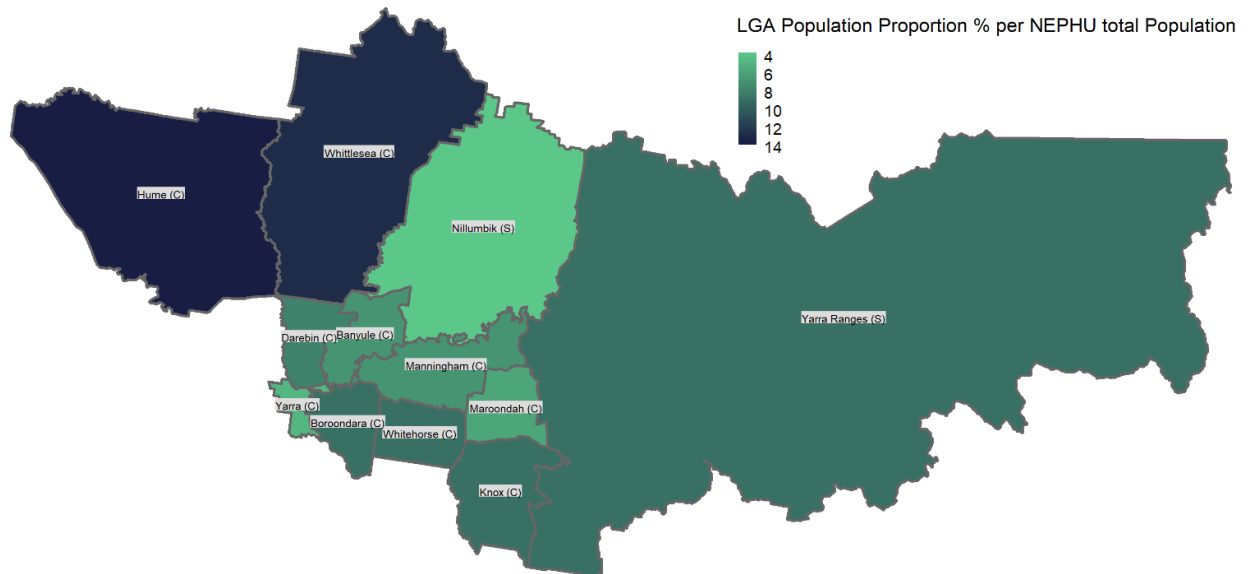 LGA Population Proportion % per NEPHU total Population
4
6
8
10
12
14
Whittlesea (C)
Hume (C)
Nillumbik (S)
Yarra Ranges (S)
Darebin (C)
Banyule (C)
Manningham (C)
Yarra (C)
Maroondah (C)
Boroondara (C)
Whitehorse (C)
Knox (C)